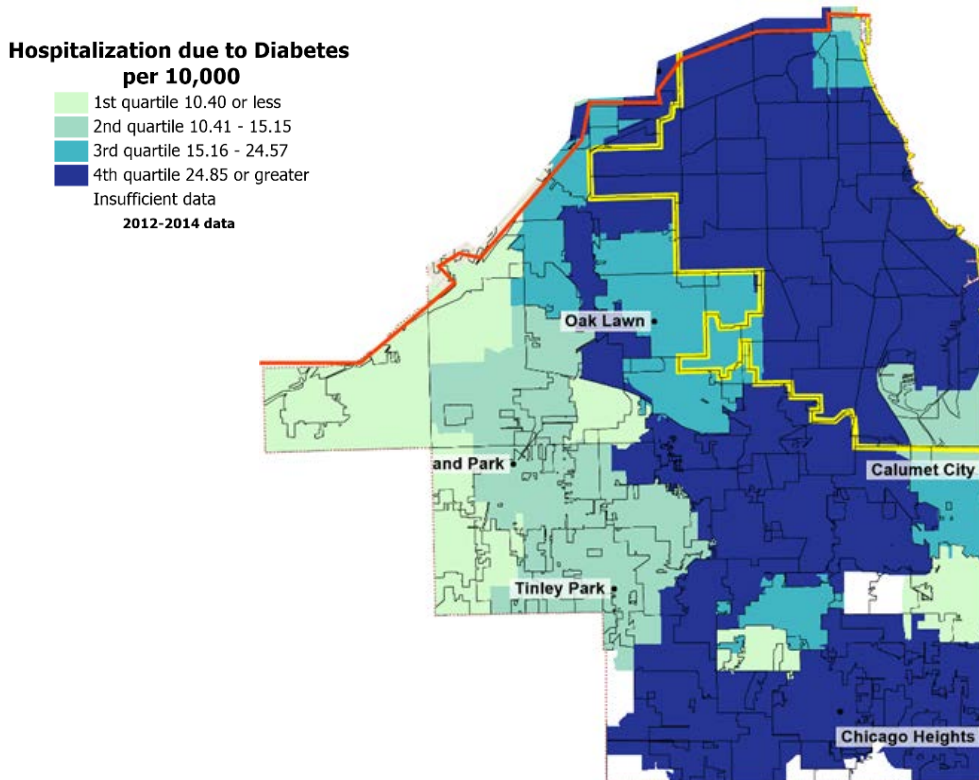 Hospitalization due to Diabetes
per 10,000
1st quartile 10.40 or less
2nd quartile 10.41 - 15.15
3rd quartile 15.16 - 24.57
4th quartile 24.85 or greater
Insufficient data
2012-2014 data
Oak Lawn
and Park
Calumet City
Tinley Park
Chicago Heights